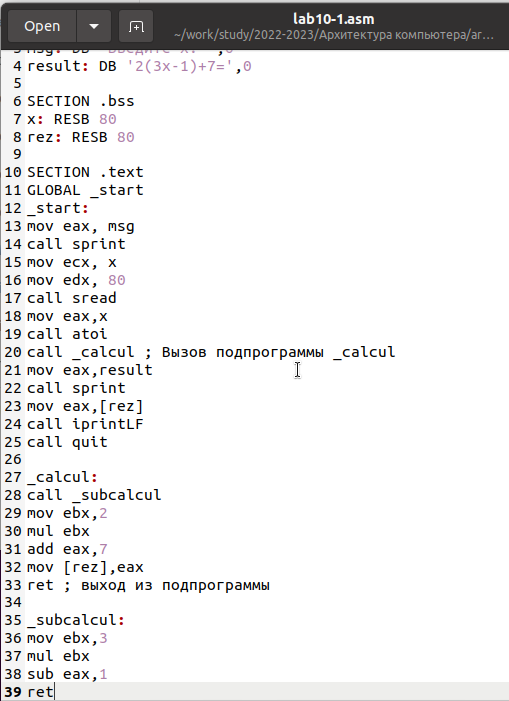 Open
lab10-1.asm
~/work/study/2022-2023/Архитектура компьютера/ar…
4 result: DB '2(3x-1)+7=',0
5
6 SECTION .bss
7 x: RESB 80
8 rez: RESB 80
9
10 SECTION .text
11 GLOBAL _start
12 _start:
13 mov eax, msg
14 call sprint
15 mov ecx, x
16 mov edx, 80
17 call sread
18 mov eax,x
19 call atoi
20 call _calcul ; Вызов подпрограммы _calcul
21 mov eax,result
22 call sprint
23 mov eax,[rez]
24 call iprintLF
25 call quit
26
27 _calcul:
28 call _subcalcul
29 mov ebx,2
30 mul ebx
31 add eax,7
32 mov [rez],eax
33 ret ; выход из подпрограммы
34
35 _subcalcul:
36 mov ebx,3
37 mul ebx
38 sub eax,1
39 ret